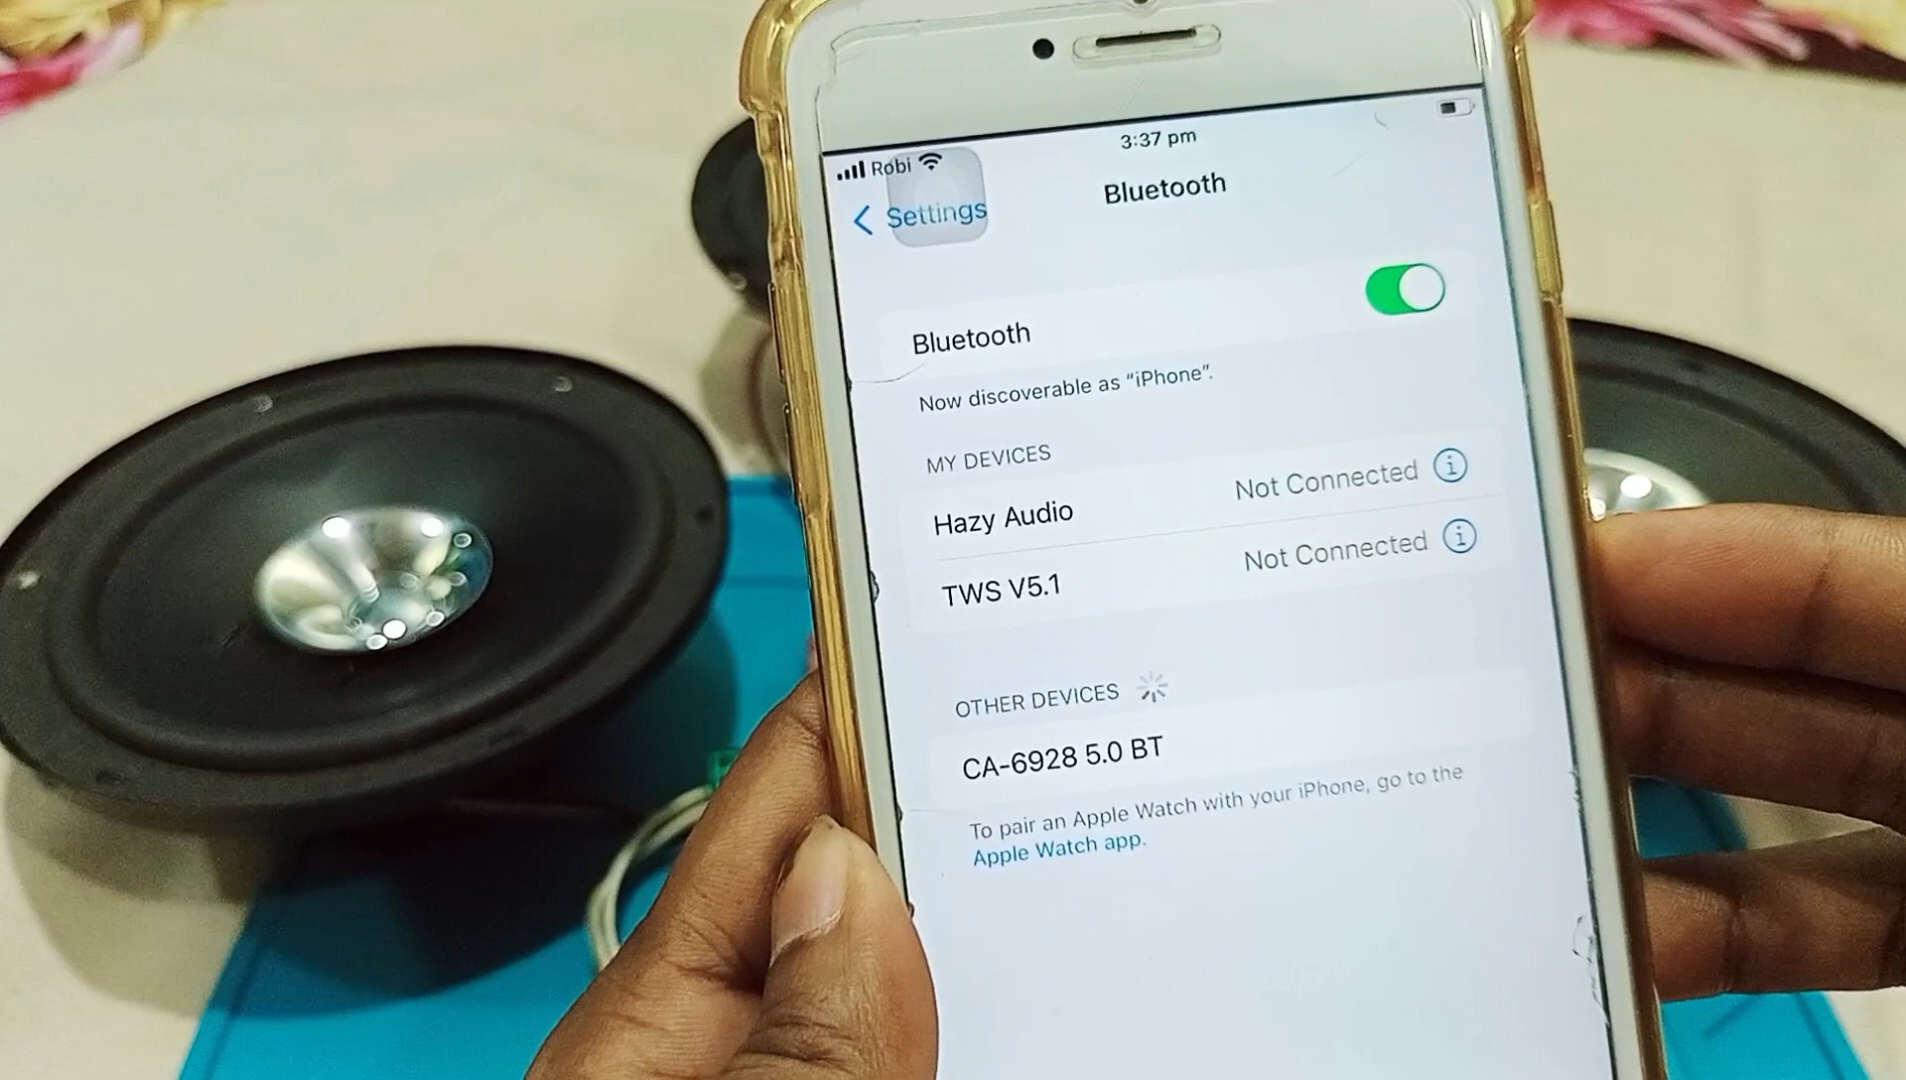 3:37 pm
Robi
Settings
Bluetooth
Bluetooth
Now discoverable as “iPhone”.
MY DEVICES
Hazy Audio Not Connected
TWS V5.1 Not Connected
OTHER DEVICES
CA-6928 5.0 BT
To pair an Apple Watch with your iPhone, go to the
Apple Watch app.